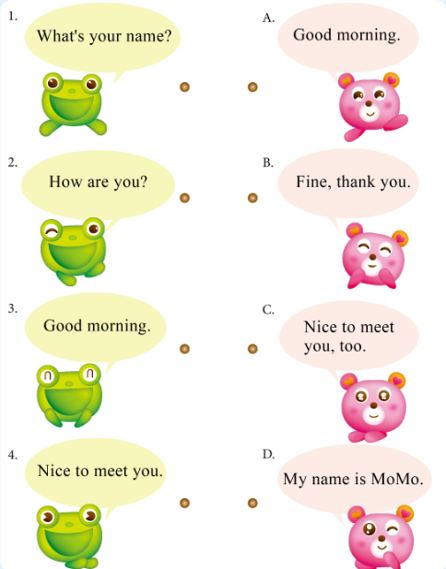 1.
What's your name?
A.
Good morning.
2.
How are you?
B.
Fine, thank you.
3.
Good morning.
C.
Nice to meet
you, too.
4.
Nice to meet you.
D.
My name is MoMo.